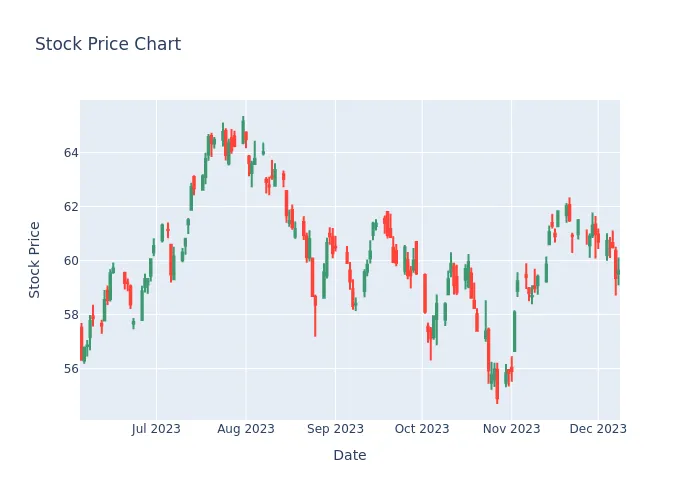 Stock Price Chart
Stock Price
64
62
60
58
56
Jul 2023
Aug 2023
Sep 2023
Oct 2023
Nov 2023
Dec 2023
Date